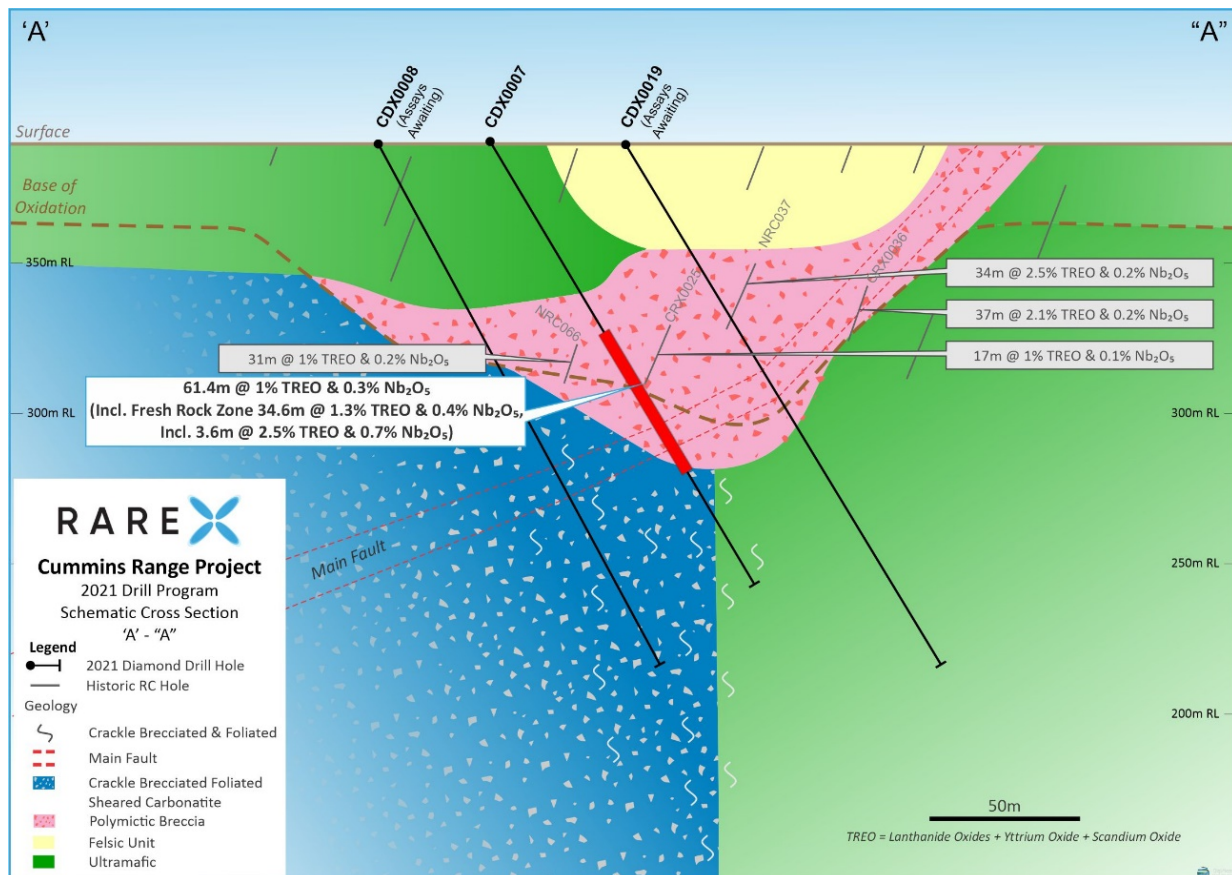 'A'
"A"
CDX0008
(Assays
Awaiting)
CDX0007
CDX0019
(Assays
Awaiting)
Surface
Base of
Oxidation
350m RL
NRC037
CRX0036
CRX0025
NRC066
34m @ 2.5% TREO & 0.2% Nb₂O₅
37m @ 2.1% TREO & 0.2% Nb₂O₅
17m @ 1% TREO & 0.1% Nb₂O₅
31m @ 1% TREO & 0.2% Nb₂O₅
61.4m @ 1% TREO & 0.3% Nb₂O₅
(Incl. Fresh Rock Zone 34.6m @ 1.3% TREO & 0.4% Nb₂O₅,
Incl. 3.6m @ 2.5% TREO & 0.7% Nb₂O₅)
300m RL
300m RL
Main Fault
250m RL
200m RL
RAREX
Cummins Range Project
2021 Drill Program
Schematic Cross Section
'A' - "A"
Legend
2021 Diamond Drill Hole
Historic RC Hole
Geology
Crackle Brecciated & Foliated
Main Fault
Crackle Brecciated Foliated
Sheared Carbonatite
Polymictic Breccia
Felsic Unit
Ultramafic
50m
TREO = Lanthanide Oxides + Yttrium Oxide + Scandium Oxide
350m RL